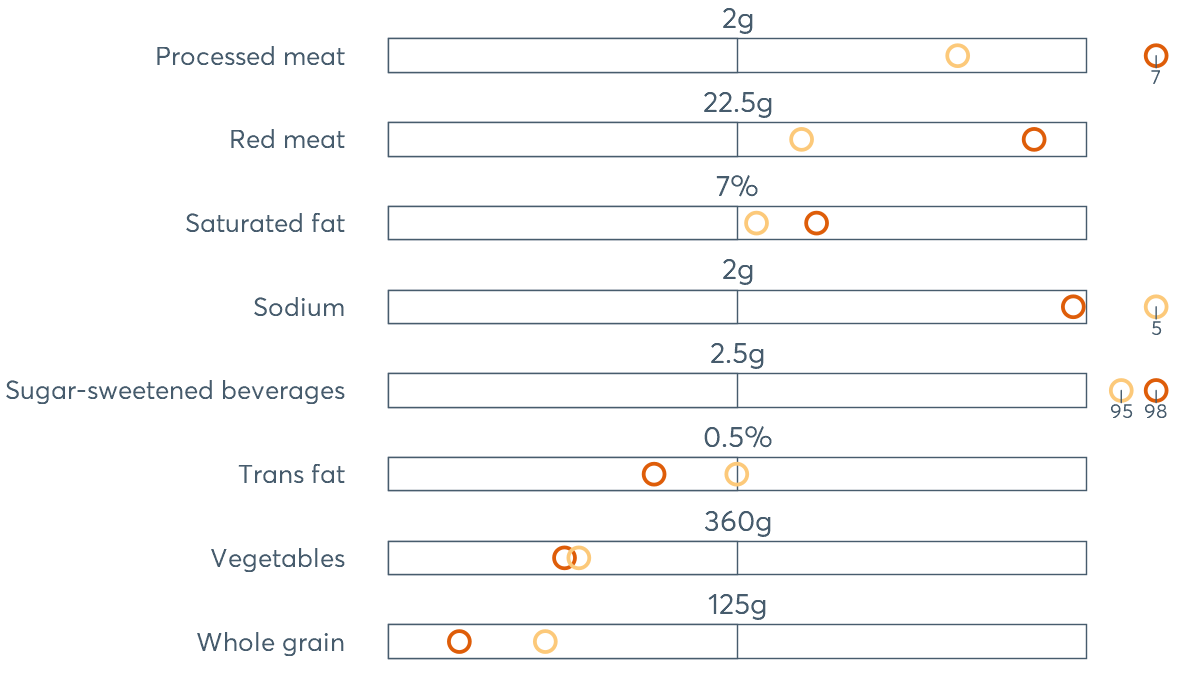 2g
Processed meat
7
22.5g
Red meat
7%
Saturated fat
2g
Sodium
5
2.5g
Sugar-sweetened beverages
95 98
0.5%
Trans fat
360g
Vegetables
125g
Whole grain